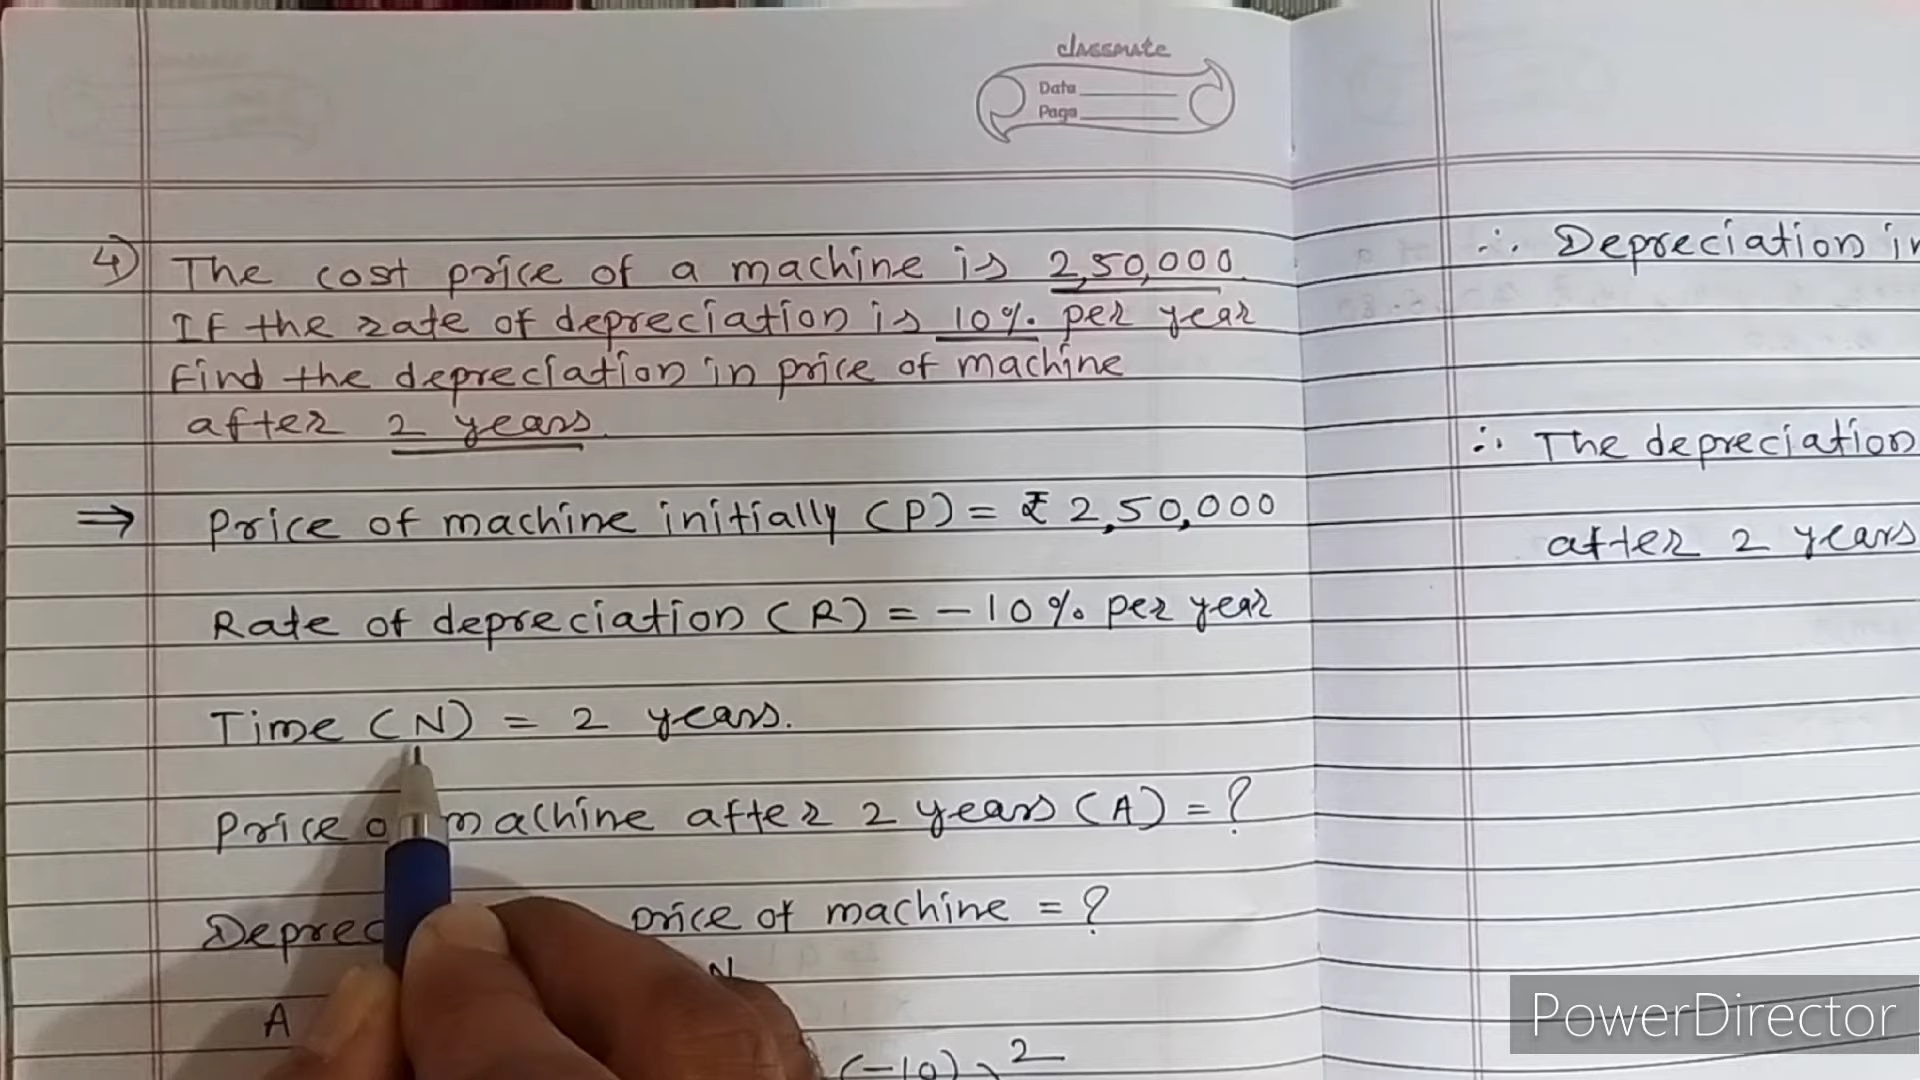 classmate
Date
Page
4) The cost price of a machine is 2,50,000.
If the rate of depreciation is 10% per year
Find the depreciation in price of machine
after 2 years.
⇒ Price of machine initially (P) = ₹ 2,50,000
Rate of depreciation (R) = -10% per year
Time (N) = 2 years.
Price machine after 2 years (A) = ?
price of machine = ?
N
A
(-10) 2
∴ Depreciation in
∴ The depreciation
after 2 years
PowerDirector